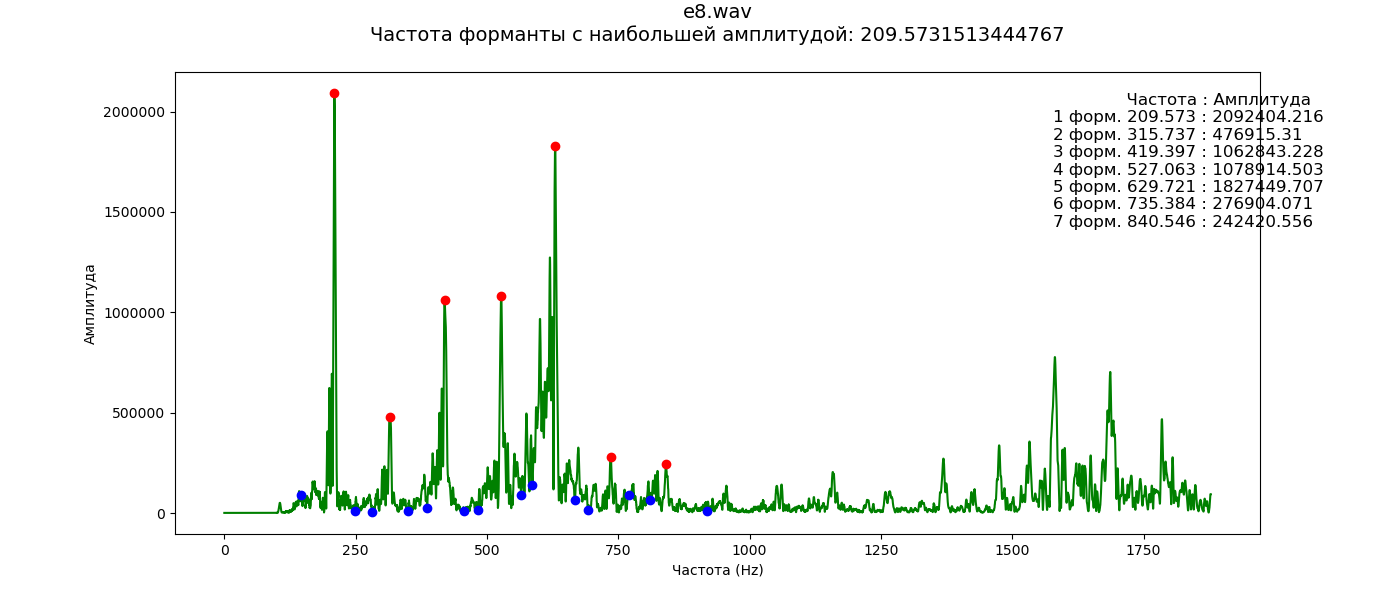 e8.wav
Частота форманты с наибольшей амплитудой: 209.5731513444767
Частота : Амплитуда
1 форм. 209.573 : 2092404.216
2 форм. 315.737 : 476915.31
3 форм. 419.397 : 1062843.228
4 форм. 527.063 : 1078914.503
5 форм. 629.721 : 1827449.707
6 форм. 735.384 : 276904.071
7 форм. 840.546 : 242420.556
2000000
1500000
1000000
500000
0
Амплитуда
0 250 500 750 1000 1250 1500 1750
Частота (Hz)